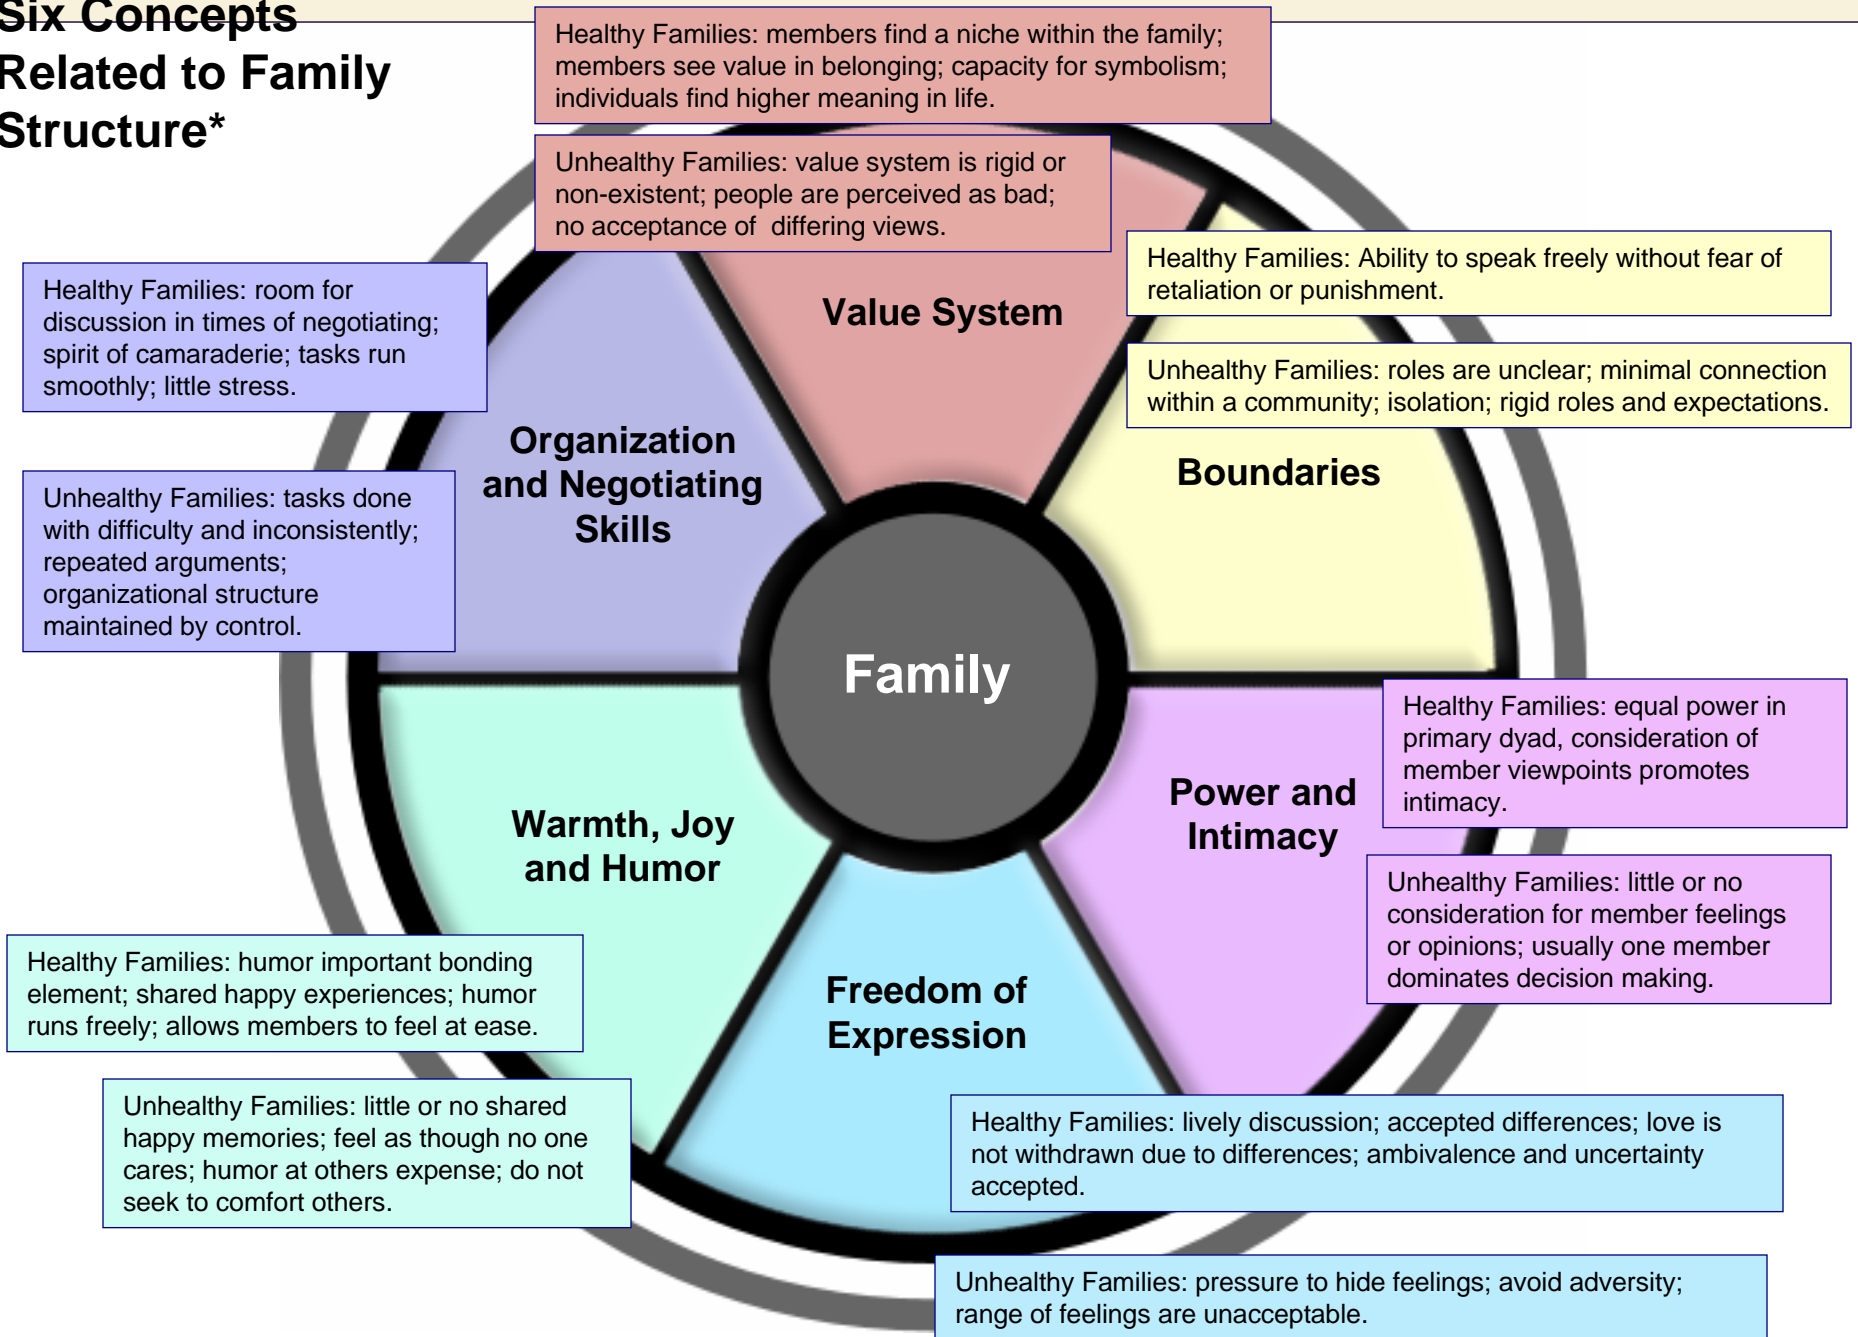 Six Concepts
Related to Family
Structure*
Healthy Families: members find a niche within the family;
members see value in belonging; capacity for symbolism;
individuals find higher meaning in life.
Unhealthy Families: value system is rigid or
non-existent; people are perceived as bad;
no acceptance of differing views.
Value System
Healthy Families: Ability to speak freely without fear of
retaliation or punishment.
Unhealthy Families: roles are unclear; minimal connection
within a community; isolation; rigid roles and expectations.
Boundaries
Healthy Families: room for
discussion in times of negotiating;
spirit of camaraderie; tasks run
smoothly; little stress.
Unhealthy Families: tasks done
with difficulty and inconsistently;
repeated arguments;
organizational structure
maintained by control.
Organization
and Negotiating
Skills
Family
Healthy Families: equal power in
primary dyad, consideration of
member viewpoints promotes
intimacy.
Unhealthy Families: little or no
consideration for member feelings
or opinions; usually one member
dominates decision making.
Power and
Intimacy
Warmth, Joy
and Humor
Healthy Families: humor important bonding
element; shared happy experiences; humor
runs freely; allows members to feel at ease.
Unhealthy Families: little or no shared
happy memories; feel as though no one
cares; humor at others expense; do not
seek to comfort others.
Freedom of
Expression
Healthy Families: lively discussion; accepted differences; love is
not withdrawn due to differences; ambivalence and uncertainty
accepted.
Unhealthy Families: pressure to hide feelings; avoid adversity;
range of feelings are unacceptable.